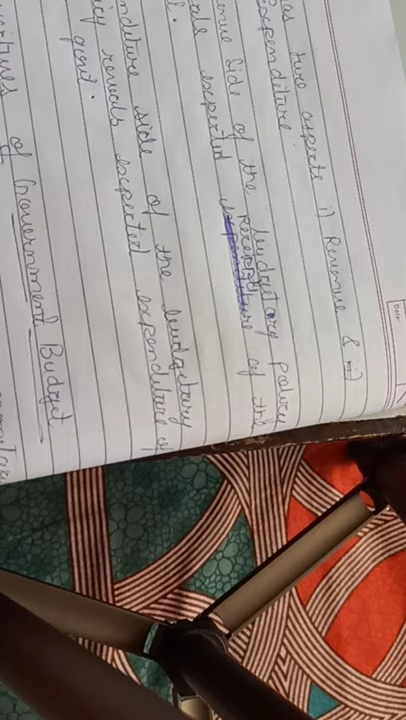 Date:
has two aspects i) Revenue & ii)
Expenditure.
enue side of the budgetary policy
eals expected receipts of the
nditure side of the budgetary
icy reveals expected expenditure of
govt.
of Government Budget